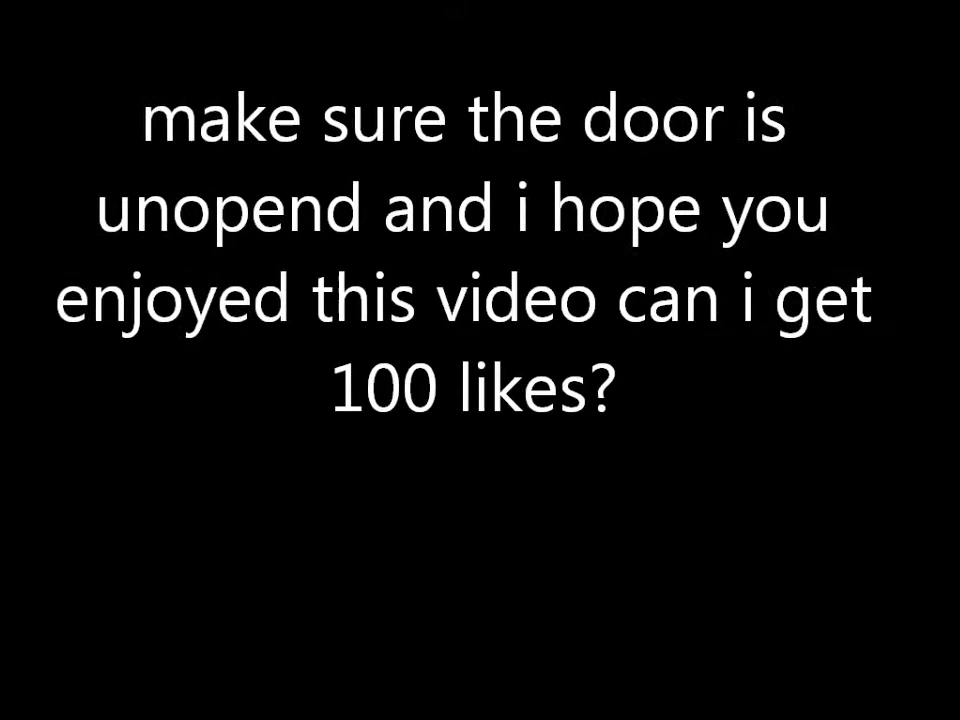 make sure the door is
unopend and i hope you
enjoyed this video can i get
100 likes?